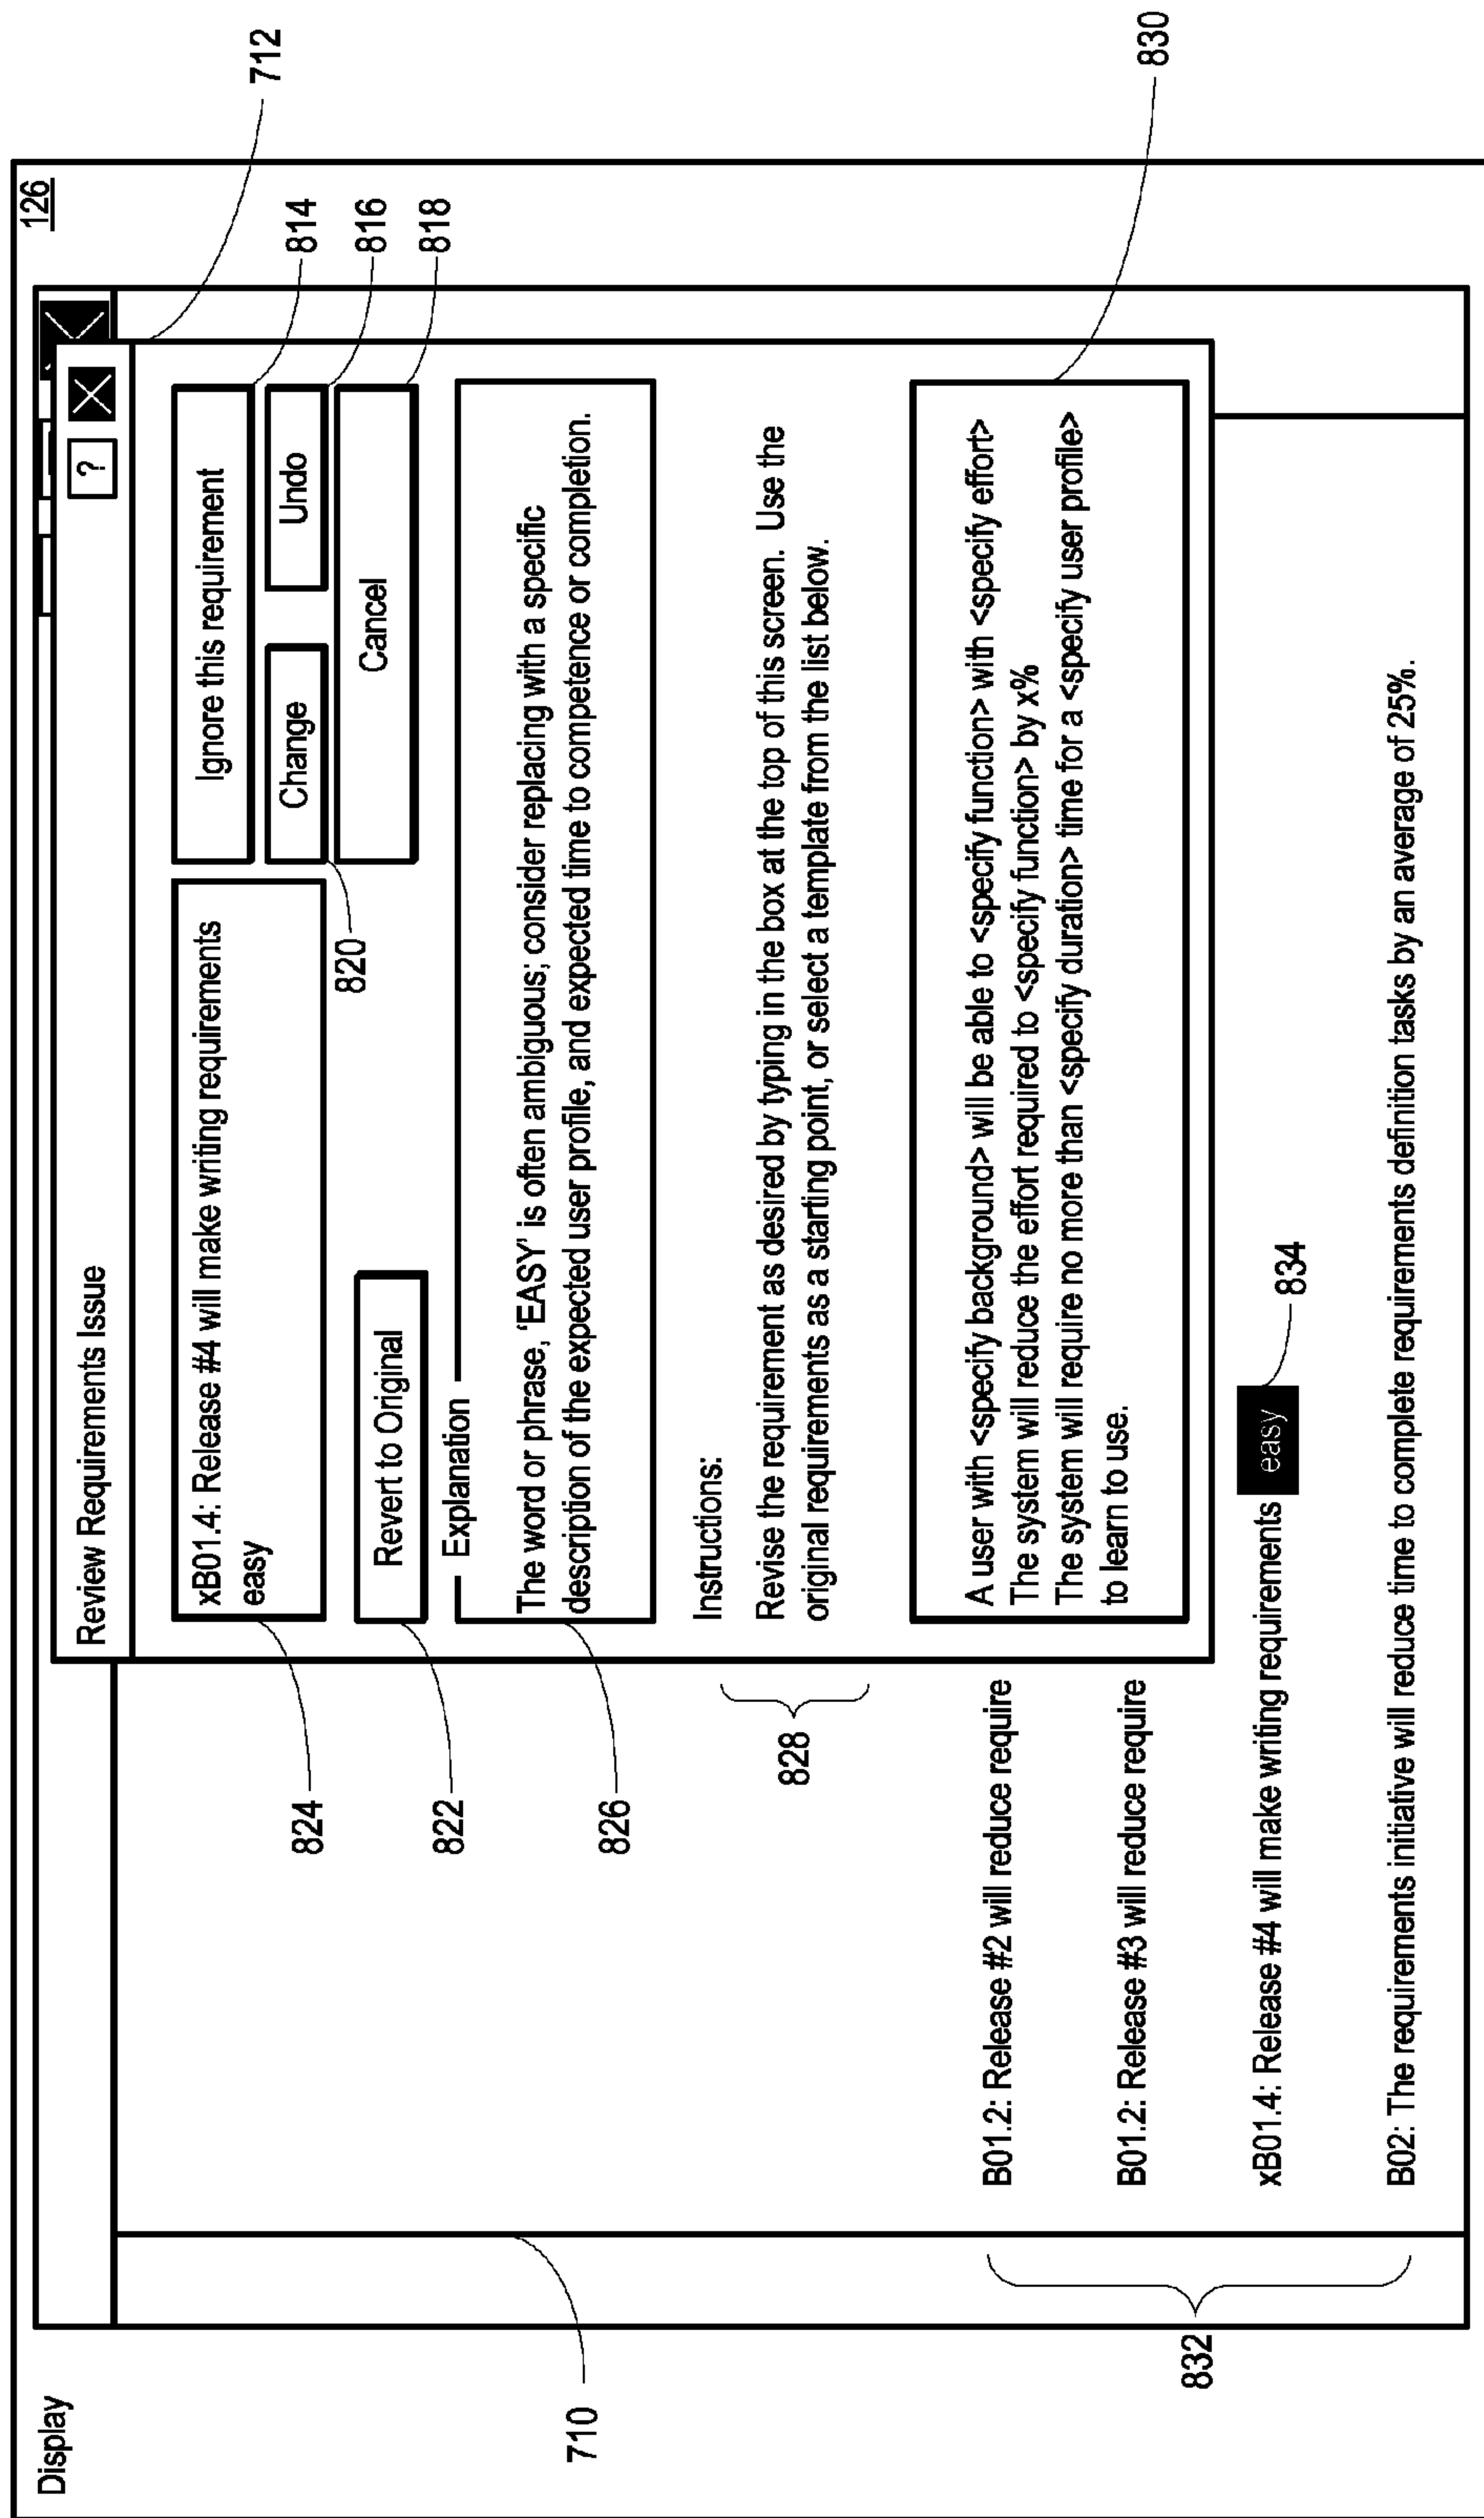 Display
126
712
Review Requirements Issue
?
xB01.4: Release #4 will make writing requirements
easy
824
Ignore this requirement
814
Change
Undo
816
820
Cancel
818
Revert to Original
822
Explanation
The word or phrase, ‘EASY’ is often ambiguous; consider replacing with a specific
description of the expected user profile, and expected time to competence or completion.
826
Instructions:
Revise the requirement as desired by typing in the box at the top of this screen. Use the
original requirements as a starting point, or select a template from the list below.
828
710
A user with <specify background> will be able to <specify function> with <specify effort>
The system will reduce the effort required to <specify function> by x%
The system will require no more than <specify duration> time for a <specify user profile>
to learn to use.
830
B01.2: Release #2 will reduce require
B01.2: Release #3 will reduce require
xB01.4: Release #4 will make writing requirements easy
834
B02: The requirements initiative will reduce time to complete requirements definition tasks by an average of 25%.
832